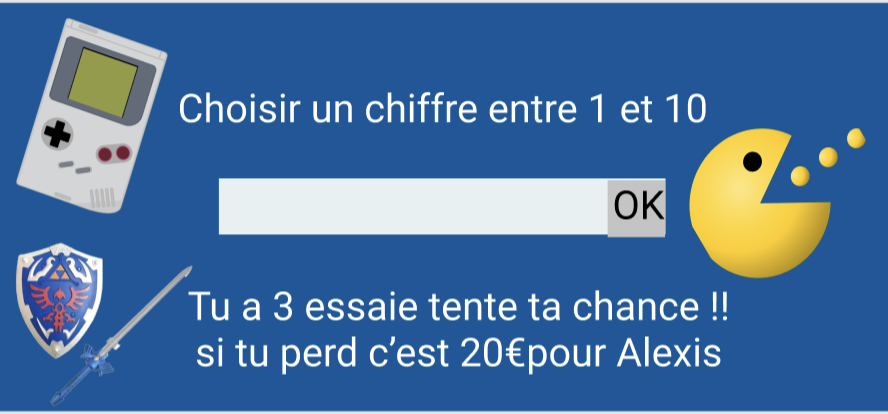 Choisir un chiffre entre 1 et 10
OK
Tu a 3 essaie tente ta chance !!
si tu perd c’est 20€pour Alexis